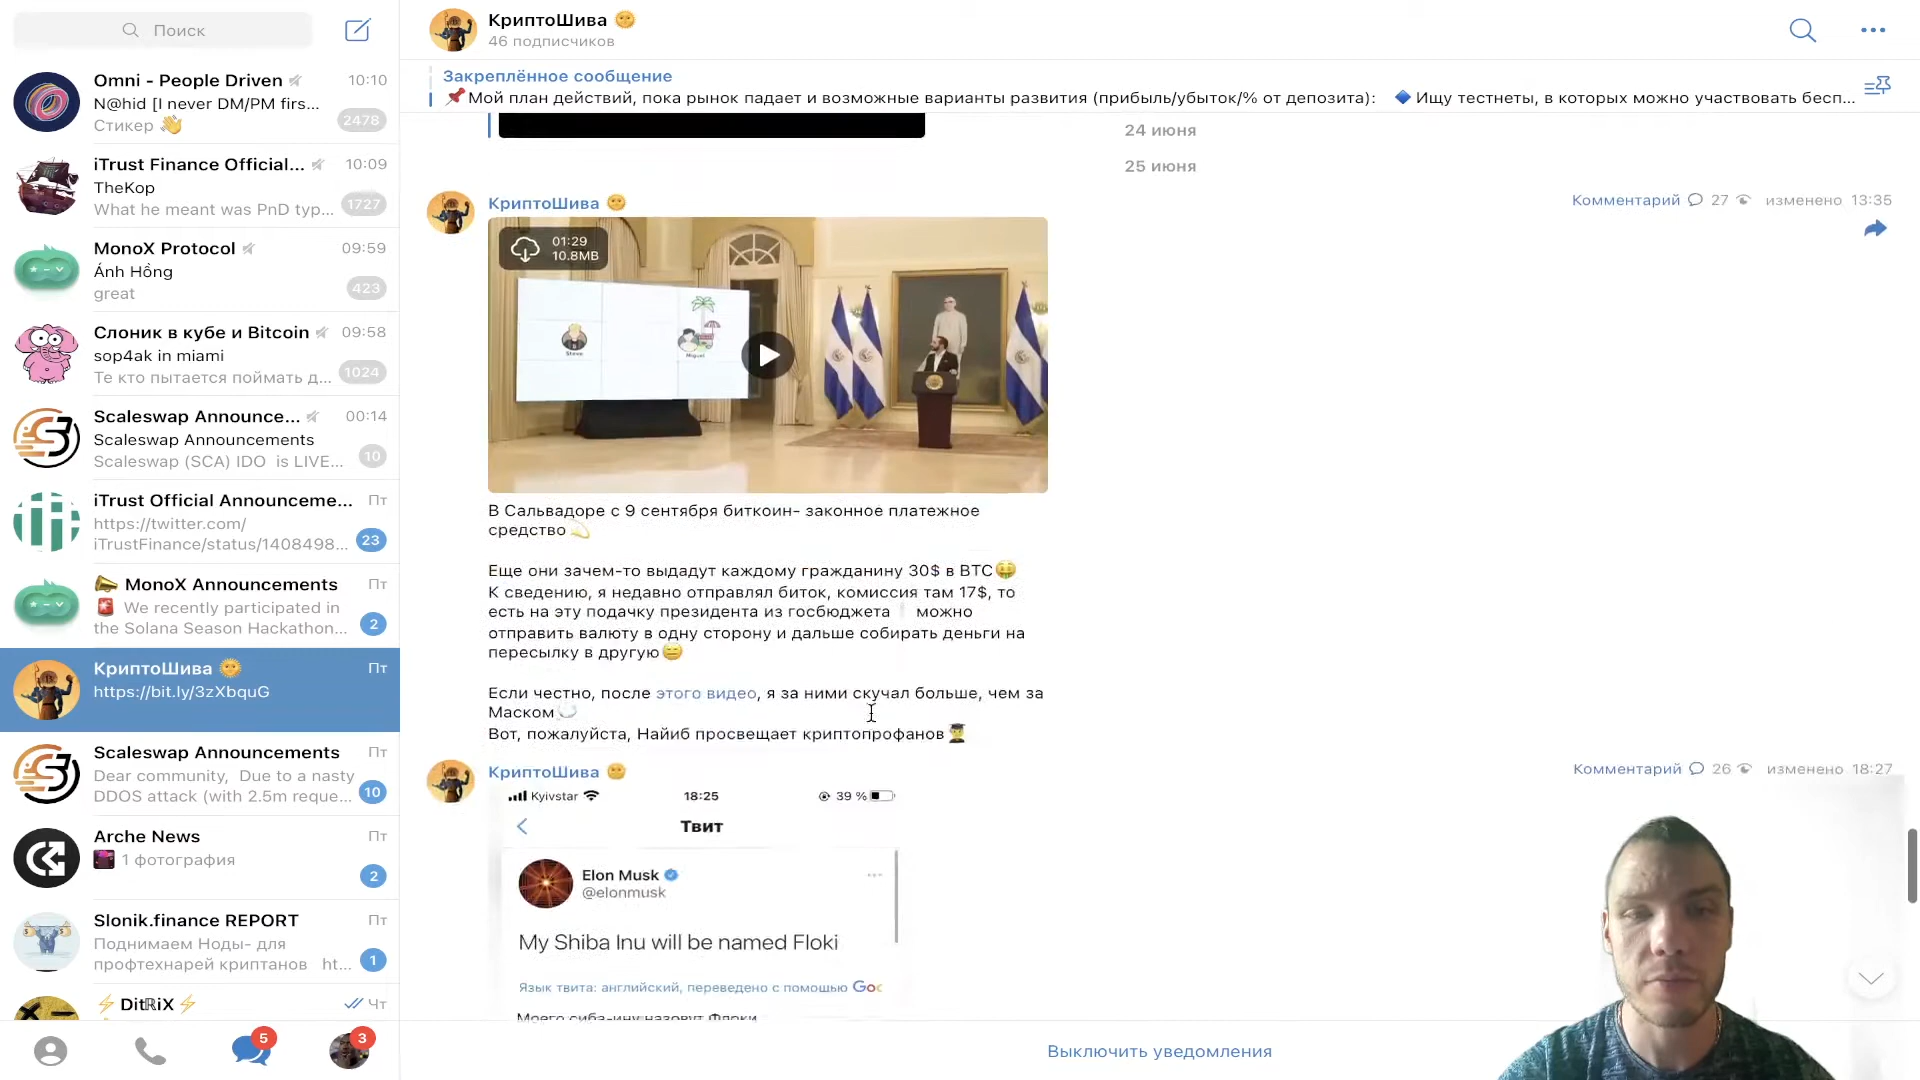 Поиск
Omni - People Driven
10:10
N@hid [I never DM/PM firs...
Стикер 👋
2478
iTrust Finance Official...
10:09
TheKop
What he meant was PnD typ...
1727
MonoX Protocol
09:59
Ánh Hồng
great
423
Слоник в кубе и Bitcoin
09:58
sop4ak in miami
Те кто пытается поймать д...
1024
Scaleswap Announce...
00:14
Scaleswap Announcements
Scaleswap (SCA) IDO is LIVE...
10
iTrust Official Announceme...
Пт
https://twitter.com/
iTrustFinance/status/1408498...
23
📣 MonoX Announcements
Пт
🚨 We recently participated in
the Solana Season Hackathon...
2
КриптоШива 🌞
Пт
https://bit.ly/3zXbquG
Scaleswap Announcements
Пт
Dear community, Due to a nasty
DDOS attack (with 2.5m reque...
10
Arche News
Пт
1 фотография
2
Slonik.finance REPORT
Пт
Поднимаем Ноды- для
профтехнарей криптанов ht...
1
⚡ DitRiX ⚡
Чт
5
3
КриптоШива 🌞
46 подписчиков
Закреплённое сообщение
📌Мой план действий, пока рынок падает и возможные варианты развития (прибыль/убыток/% от депозита): 🔷 Ищу тестнеты, в которых можно участвовать бесп...
24 июня
25 июня
КриптоШива 🌞
Комментарий 27 изменено 13:35
01:29
10.8MB
Steve
Miguel
В Сальвадоре с 9 сентября биткоин- законное платежное
средство💫
Еще они зачем-то выдадут каждому гражданину 30$ в BTC🤑
К сведению, я недавно отправлял биток, комиссия там 17$, то
есть на эту подачку президента из госбюджета можно
отправить валюту в одну сторону и дальше собирать деньги на
пересылку в другую😑
Если честно, после этого видео, я за ними скучал больше, чем за
Маском💨
Вот, пожалуйста, Найиб просвещает криптопрофанов👨‍🎓
КриптоШива 🌞
Комментарий 26 изменено 18:27
Kyivstar
18:25
39 %
Твит
Elon Musk
@elonmusk
My Shiba Inu will be named Floki
Язык твита: английский, переведено с помощью Goo
Моего сиба-ину назовут Флоки
Выключить уведомления